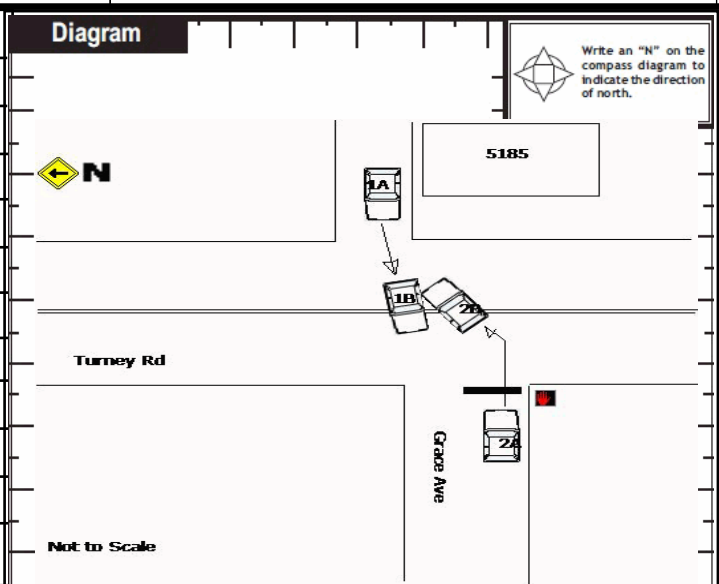 Diagram
Write an “N” on the
compass diagram to
indicate the direction
of north.
5185
N
1A
1B
2B
Turney Rd
2A
Grace Ave
Not to Scale